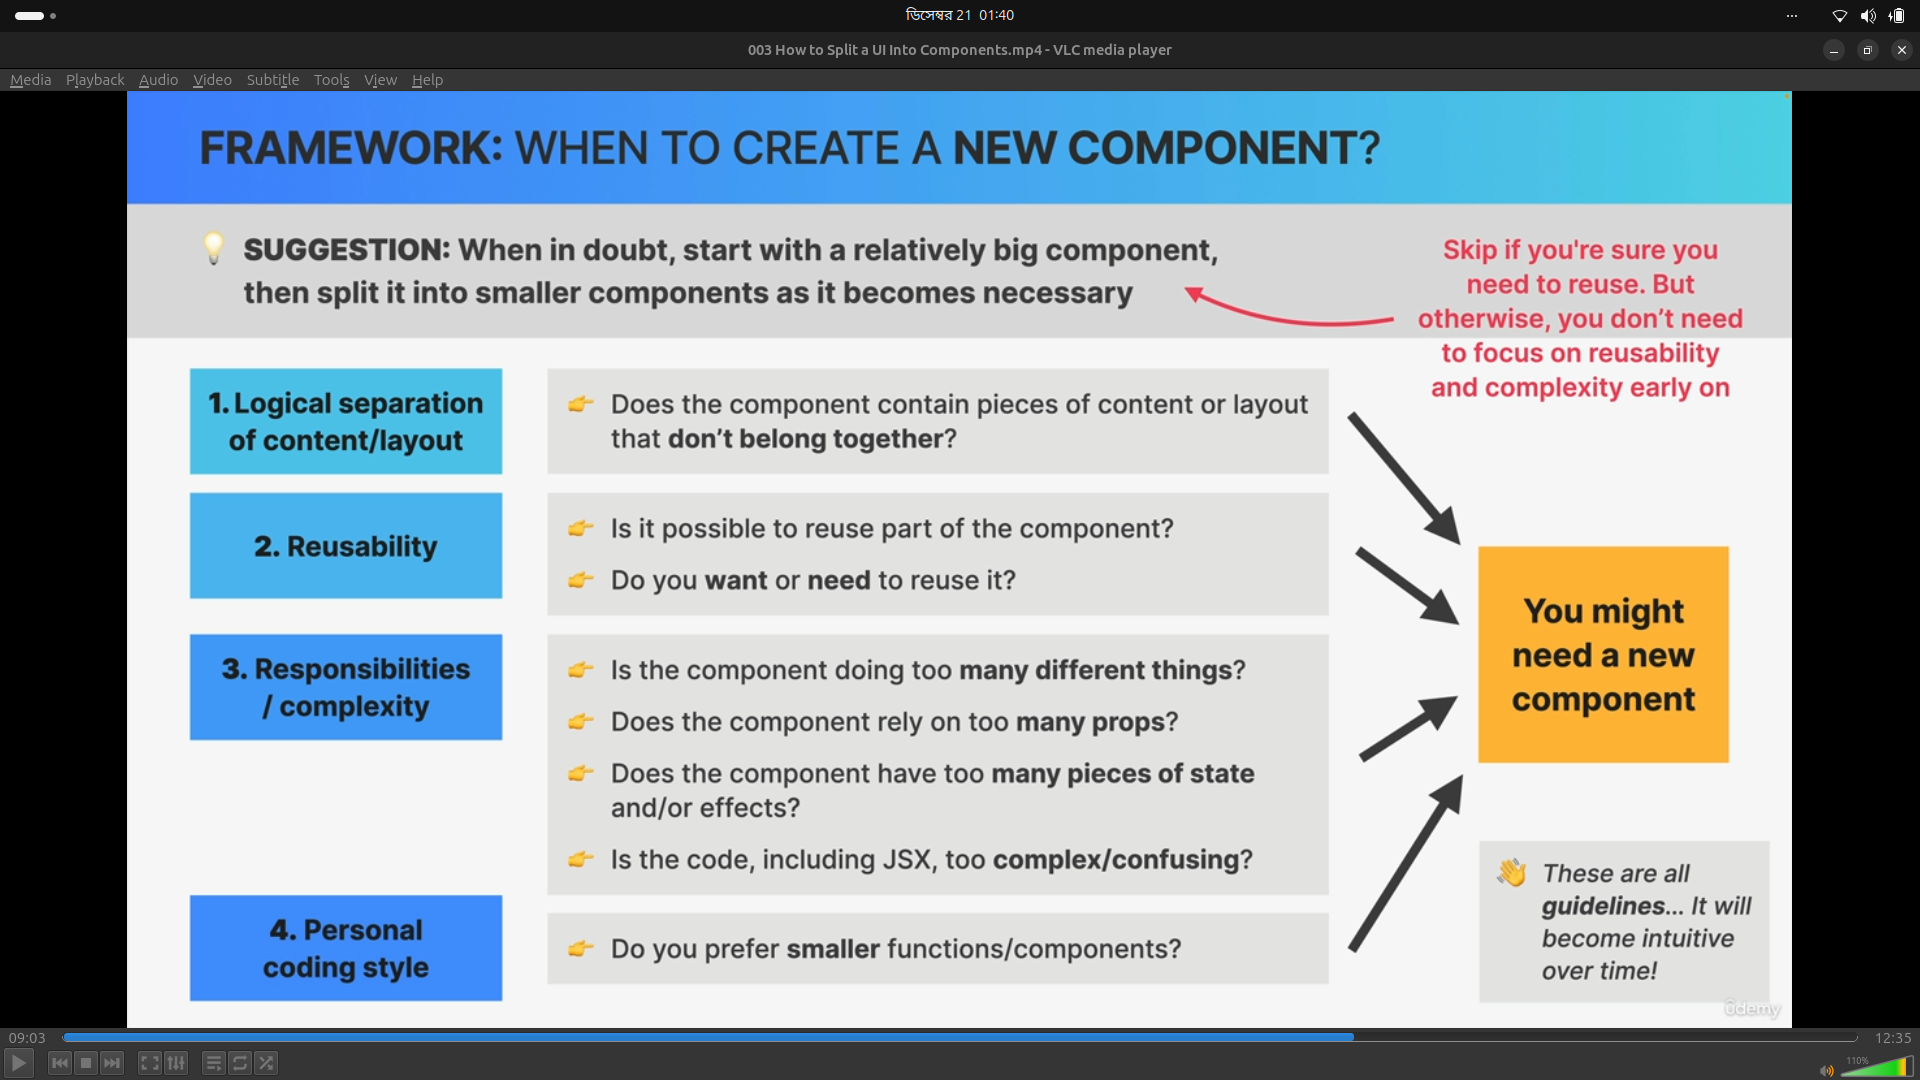 ডিসেম্বর 21 01:40
003 How to Split a UI Into Components.mp4 - VLC media player
Media Playback Audio Video Subtitle Tools View Help
FRAMEWORK: WHEN TO CREATE A NEW COMPONENT?
SUGGESTION: When in doubt, start with a relatively big component,
then split it into smaller components as it becomes necessary
Skip if you're sure you
need to reuse. But
otherwise, you don’t need
to focus on reusability
and complexity early on
1. Logical separation
of content/layout
Does the component contain pieces of content or layout
that don’t belong together?
2. Reusability
Is it possible to reuse part of the component?
Do you want or need to reuse it?
3. Responsibilities
/ complexity
Is the component doing too many different things?
Does the component rely on too many props?
Does the component have too many pieces of state
and/or effects?
Is the code, including JSX, too complex/confusing?
4. Personal
coding style
Do you prefer smaller functions/components?
You might
need a new
component
These are all
guidelines... It will
become intuitive
over time!
ûdemy
09:03
12:35
110%